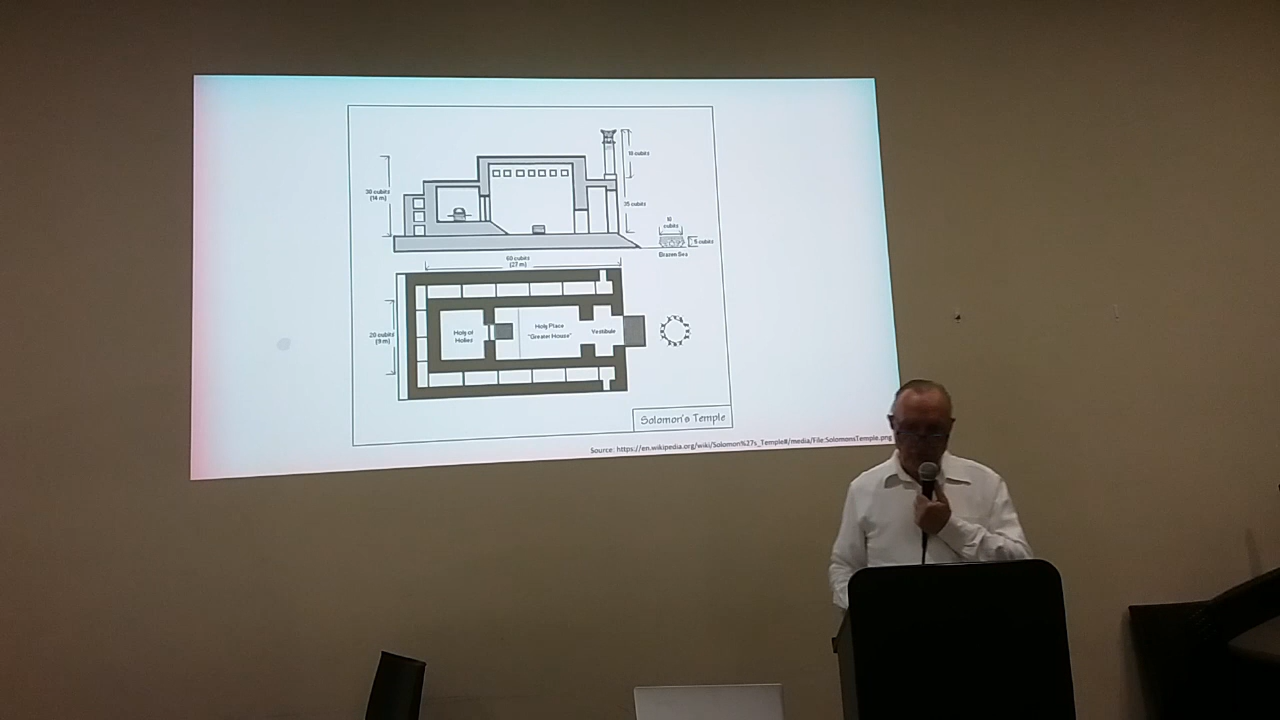 18 cubits
30 cubits
(14 m)
35 cubits
10
cubits
5 cubits
Brazen Sea
60 cubits
(27 m)
20 cubits
(9 m)
Holy of
Holies
Holy Place
"Greater House"
Vestibule
Solomon's Temple
Source: https://en.wikipedia.org/wiki/Solomon%27s_Temple#/media/File:SolomonsTemple.png